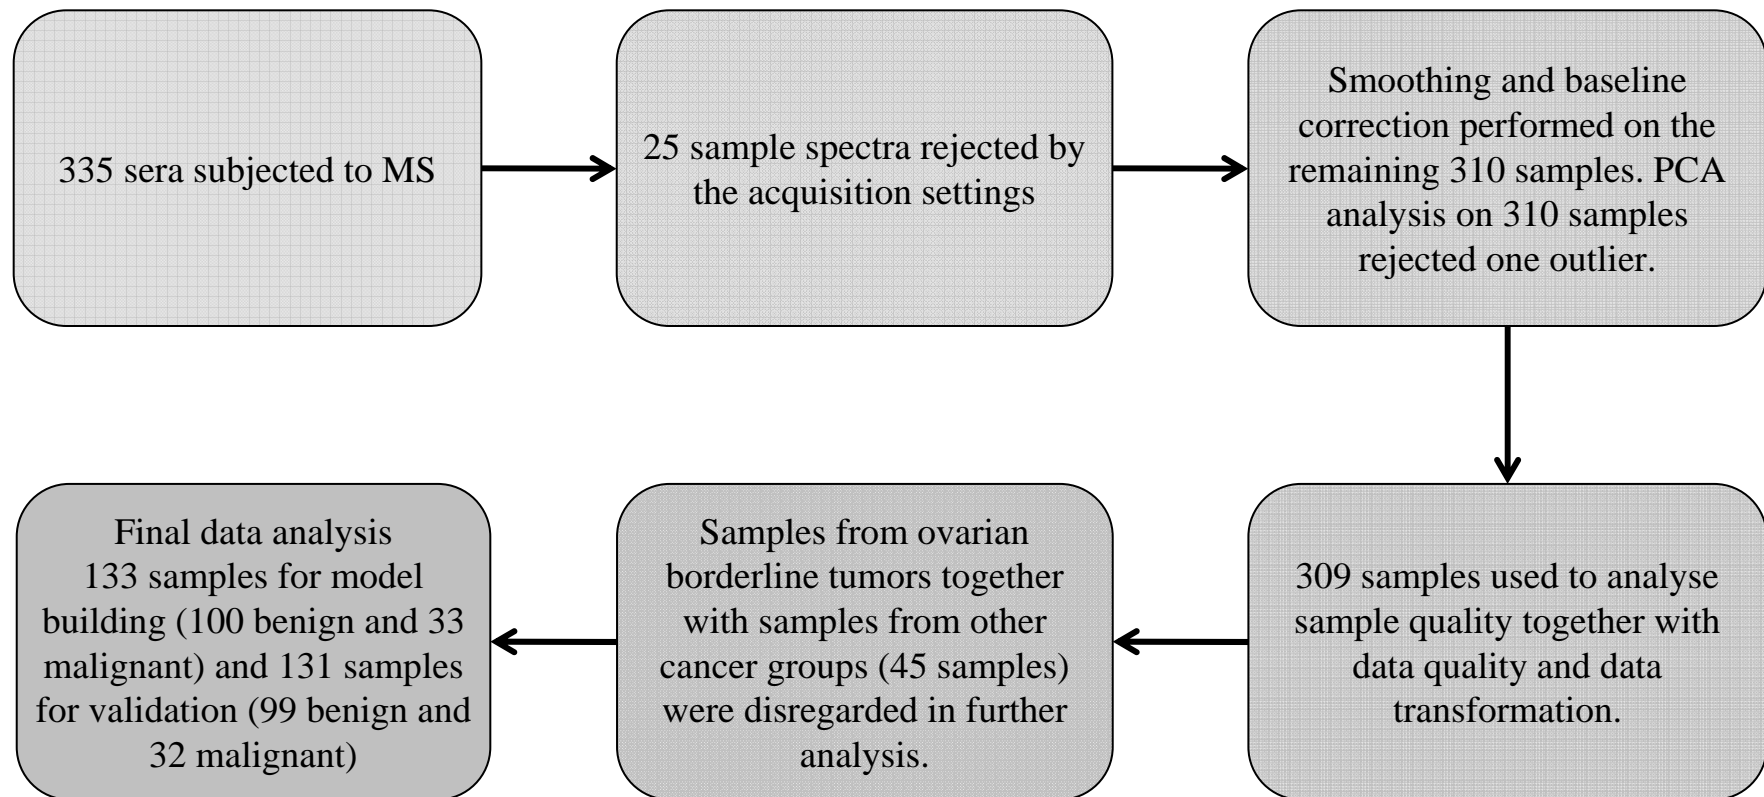 335 sera subjected to MS
25 sample spectra rejected by
the acquisition settings
Smoothing and baseline
correction performed on the
remaining 310 samples. PCA
analysis on 310 samples
rejected one outlier.
309 samples used to analyse
sample quality together with
data quality and data
transformation.
Samples from ovarian
borderline tumors together
with samples from other
cancer groups (45 samples)
were disregarded in further
analysis.
Final data analysis
133 samples for model
building (100 benign and 33
malignant) and 131 samples
for validation (99 benign and
32 malignant)